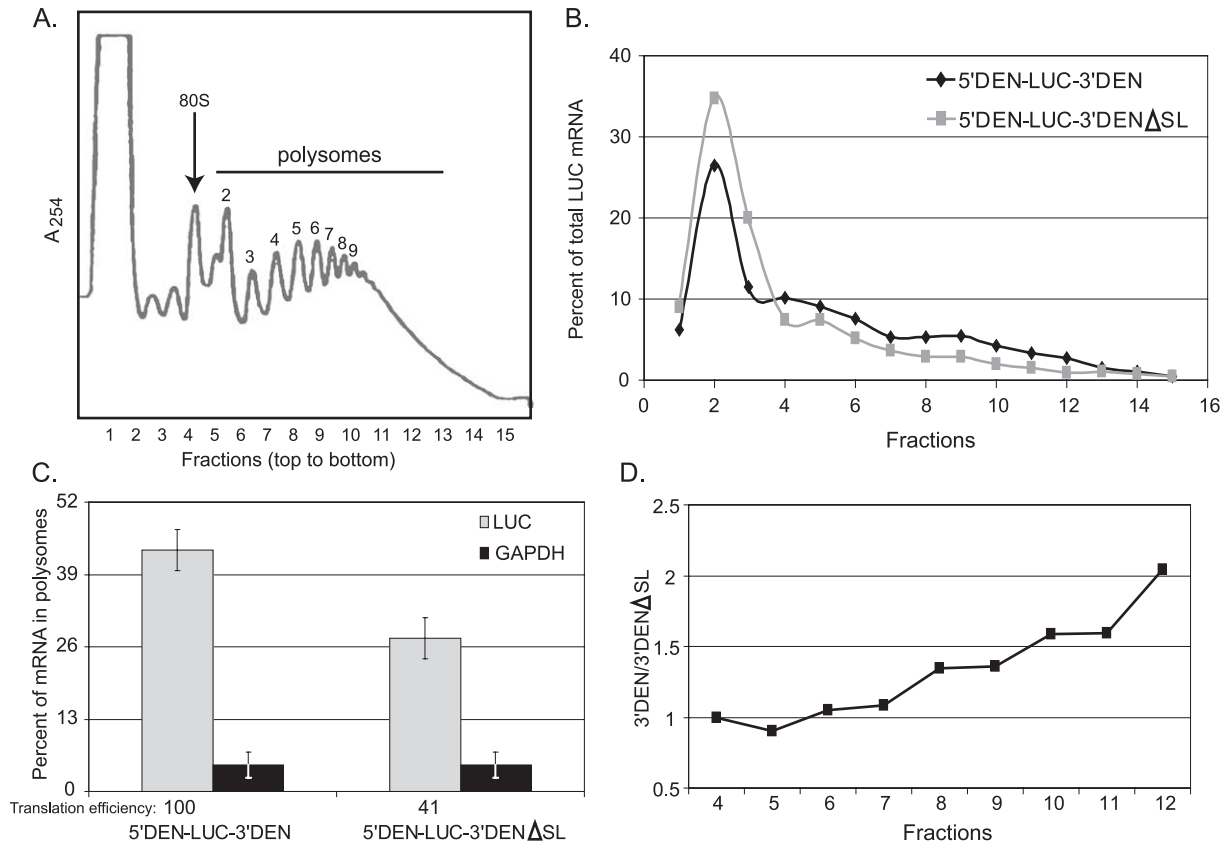 A.
80S
polysomes
2
3
4
5
6
7
8
9
A254
1 2 3 4 5 6 7 8 9 10 11 12 13 14 15
Fractions (top to bottom)
B.
40
30
20
10
0
Percent of total LUC mRNA
5'DEN-LUC-3'DEN
5'DEN-LUC-3'DENΔSL
0 2 4 6 8 10 12 14 16
Fractions
C.
52
39
26
13
0
Percent of mRNA in polysomes
LUC
GAPDH
Translation efficiency: 100 41
5'DEN-LUC-3'DEN 5'DEN-LUC-3'DENΔSL
D.
2.5
2
1.5
1
0.5
3'DEN/3'DENΔSL
4 5 6 7 8 9 10 11 12
Fractions